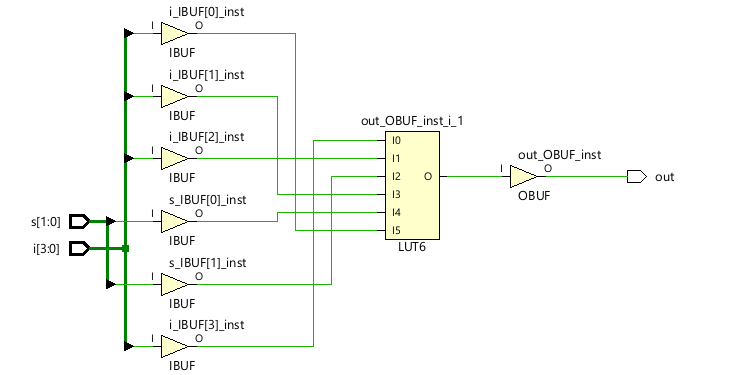 i_IBUF[0]_inst
I
O
IBUF
i_IBUF[1]_inst
I
O
IBUF
i_IBUF[2]_inst
I
O
IBUF
s_IBUF[0]_inst
I
O
IBUF
s_IBUF[1]_inst
I
O
IBUF
i_IBUF[3]_inst
I
O
IBUF
s[1:0]
i[3:0]
out_OBUF_inst_i_1
I0
I1
I2
I3
I4
I5
O
LUT6
out_OBUF_inst
I
O
OBUF
out